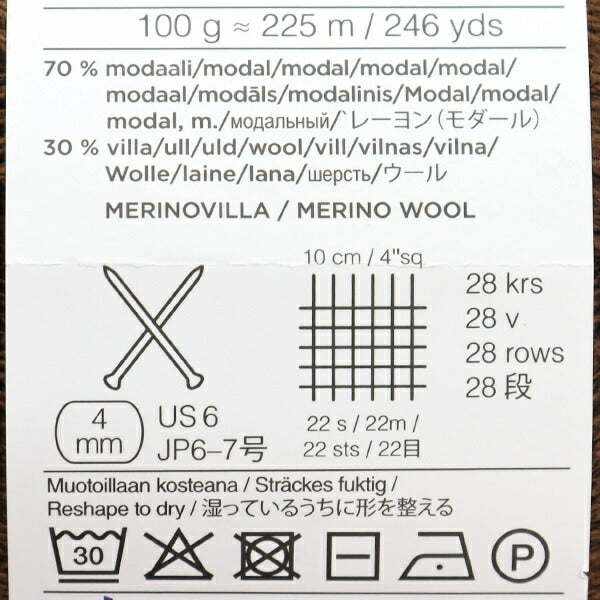 100 g ≈ 225 m / 246 yds
70 % modaali/modal/modal/modal/modal/
modaal/modāls/modalinis/Modal/modal/
modal, m./модальный/`レーヨン(モダール)
30 % villa/ull/uld/wool/vill/vilnas/vilna/
Wolle/laine/lana/шерсть/ウール
MERINOVILLA / MERINO WOOL
10 cm / 4"sq
28 krs
28 v
28 rows
28 段
4 mm
US 6
JP6–7号
22 s / 22m /
22 sts / 22目
Muotoillaan kosteana / Sträckes fuktig /
Reshape to dry / 湿っているうちに形を整える
30
P